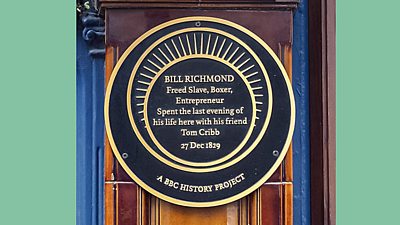 BILL RICHMOND
Freed Slave, Boxer,
Entrepreneur
Spent the last evening of
his life here with his friend
Tom Cribb
27 Dec 1829
A BBC HISTORY PROJECT